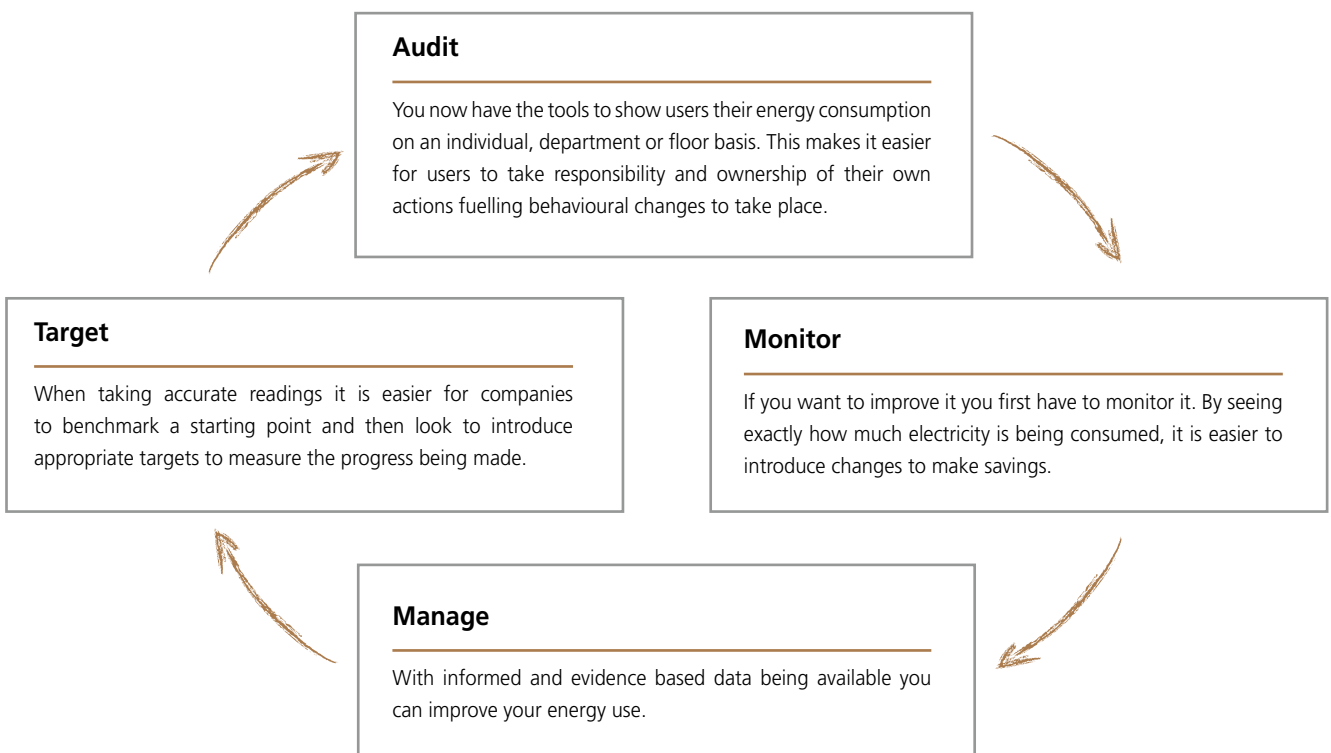 Audit
You now have the tools to show users their energy consumption
on an individual, department or floor basis. This makes it easier
for users to take responsibility and ownership of their own
actions fuelling behavioural changes to take place.
Target
When taking accurate readings it is easier for companies
to benchmark a starting point and then look to introduce
appropriate targets to measure the progress being made.
Monitor
If you want to improve it you first have to monitor it. By seeing
exactly how much electricity is being consumed, it is easier to
introduce changes to make savings.
Manage
With informed and evidence based data being available you
can improve your energy use.